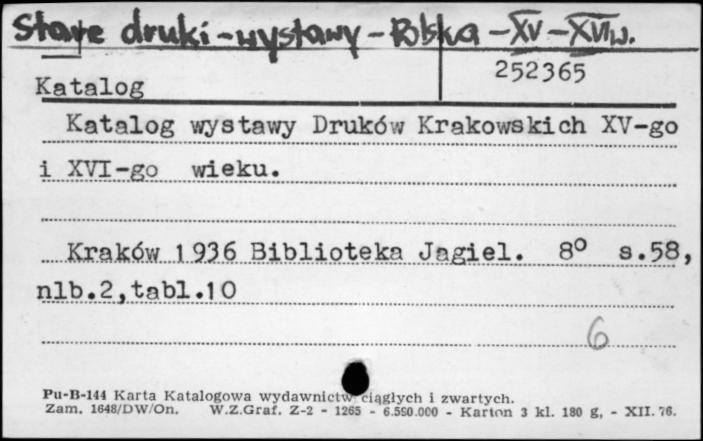 Stare druki - wystawy - Polska - XV - XVI w.
252365
Katalog
Katalog wystawy Druków Krakowskich XV-go
i XVI-go wieku.
Kraków 1936 Biblioteka Jagiel. 8° s.58,
nlb.2,tabl.10
6
Pu-B-144 Karta Katalogowa wydawnictw ciągłych i zwartych.
Zam. 1648/DW/On. W.Z.Graf. Z-2 - 1265 - 6.550.000 - Karton 3 kl. 180 g, - XII. 76.